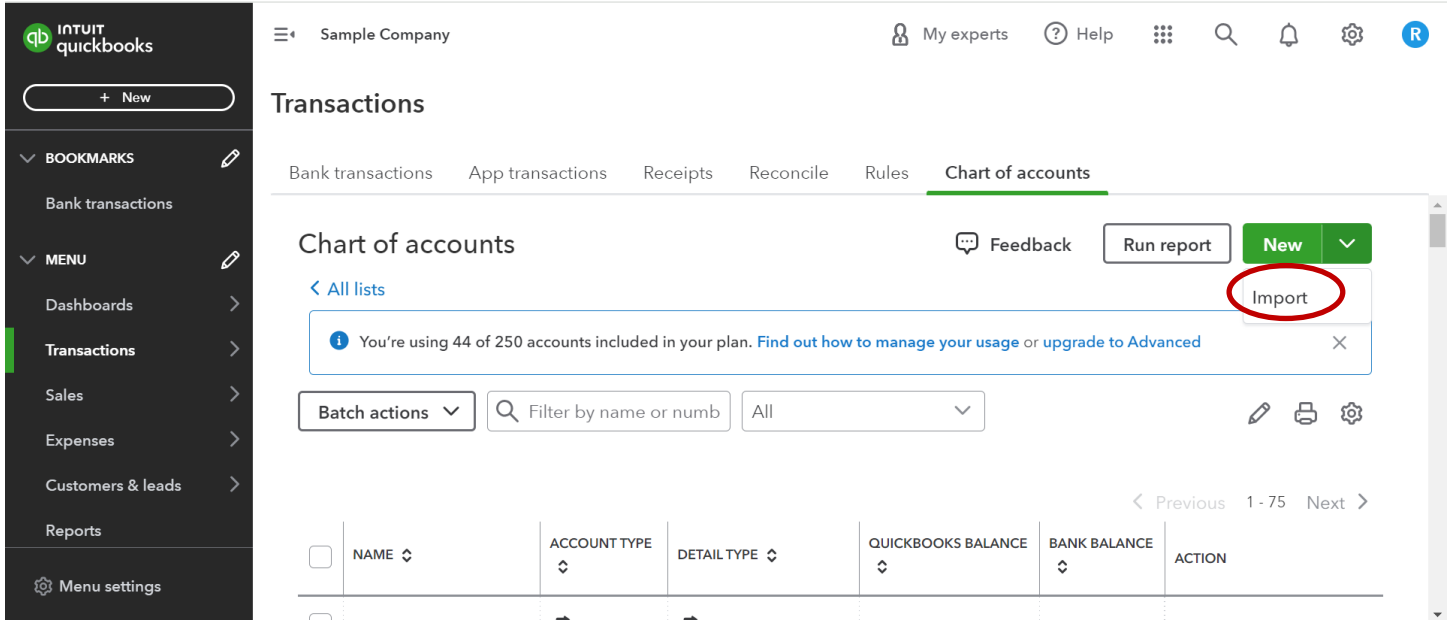 INTUIT
quickbooks
Sample Company
My experts
Help
R
+ New
Transactions
BOOKMARKS
Bank transactions
App transactions
Receipts
Reconcile
Rules
Chart of accounts
Bank transactions
MENU
Chart of accounts
Feedback
Run report
New
Import
All lists
Dashboards
You're using 44 of 250 accounts included in your plan. Find out how to manage your usage or upgrade to Advanced
Transactions
Sales
Batch actions
Filter by name or numb
All
Expenses
Customers & leads
Reports
Previous 1 - 75 Next
NAME
ACCOUNT TYPE
DETAIL TYPE
QUICKBOOKS BALANCE
BANK BALANCE
ACTION
Menu settings